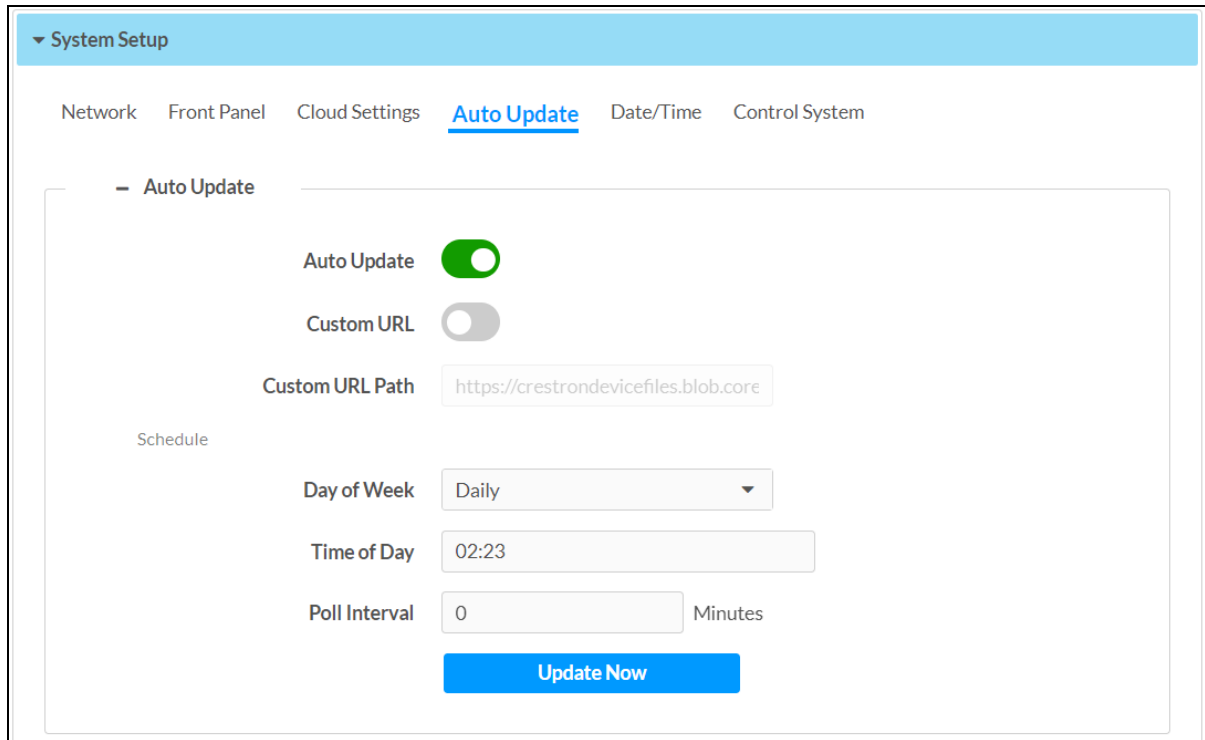 System Setup
Network Front Panel Cloud Settings Auto Update Date/Time Control System
Auto Update
Auto Update
Custom URL
Custom URL Path https://crestrondevicefiles.blob.core
Schedule
Day of Week Daily
Time of Day 02:23
Poll Interval 0 Minutes
Update Now